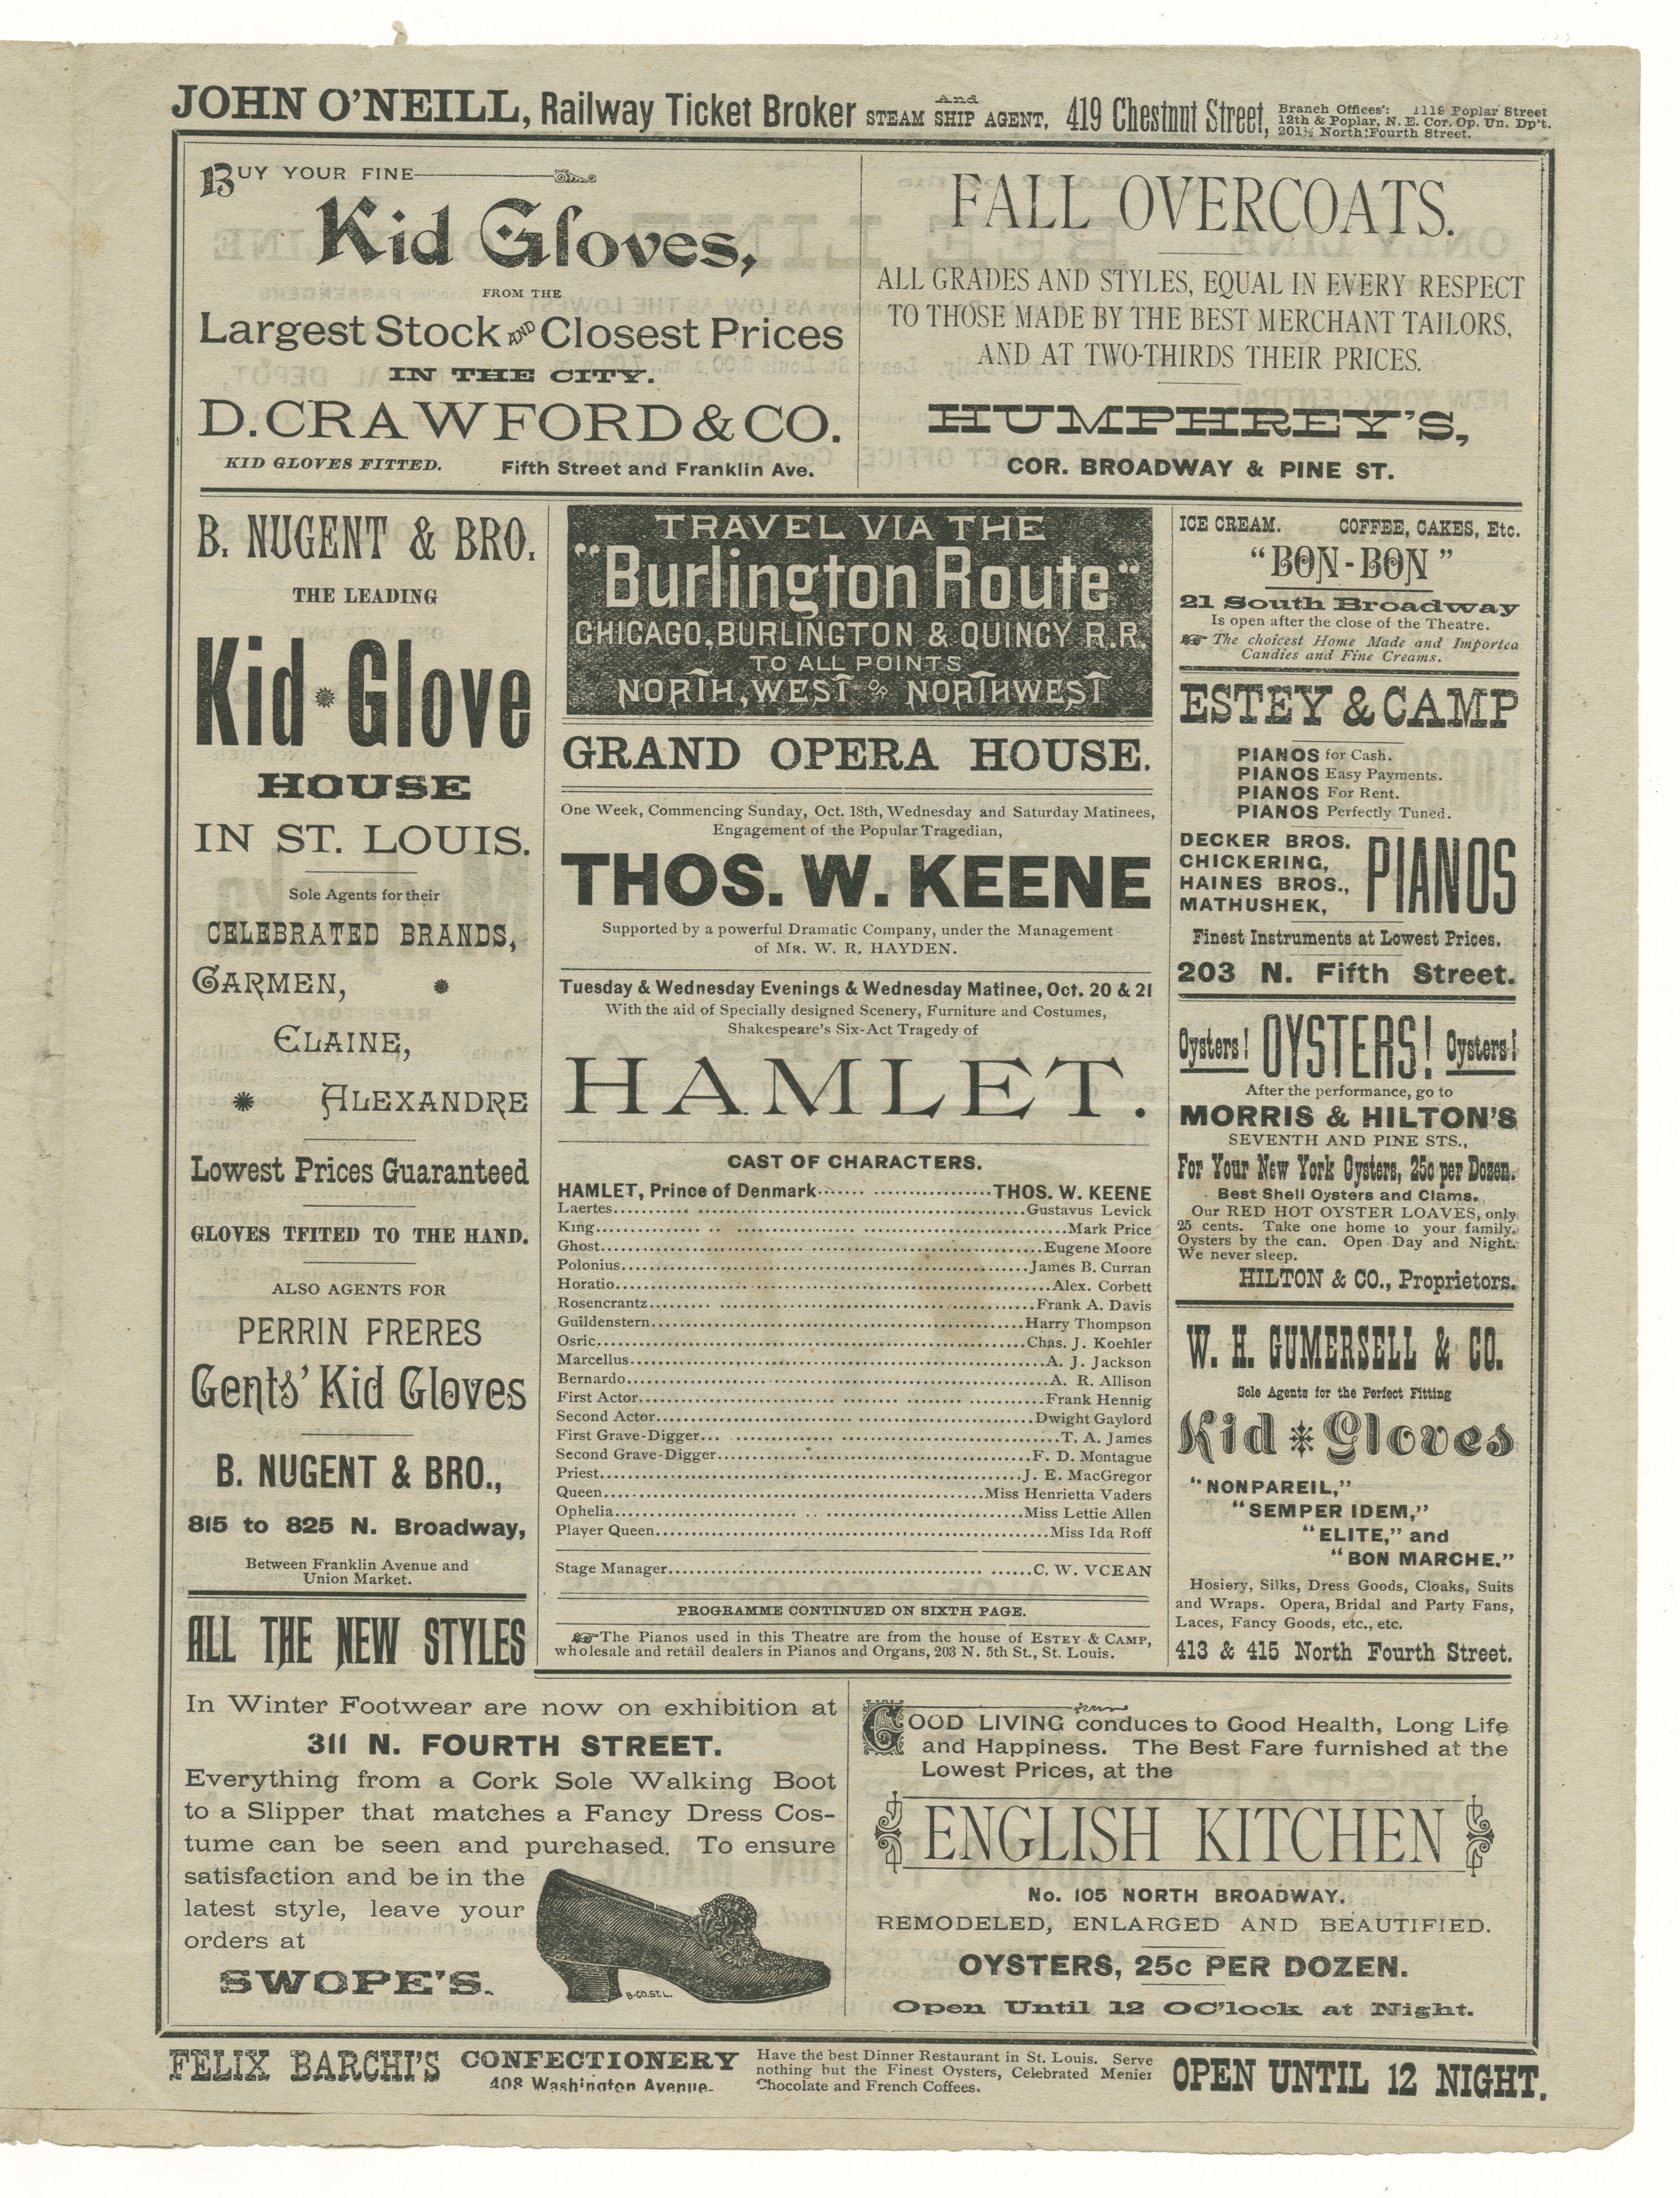 JOHN O'NEILL, Railway Ticket Broker And STEAM SHIP AGENT, 419 Chestnut Street,
Branch Offices': 1119 Poplar Street
12th & Poplar, N. E. Cor. Op. Un. Dp't.
201½ North Fourth Street.
BUY YOUR FINE
Kid Gloves,
FROM THE
Largest Stock AND Closest Prices
IN THE CITY.
D. CRAWFORD & CO.
KID GLOVES FITTED. Fifth Street and Franklin Ave.
FALL OVERCOATS.
ALL GRADES AND STYLES, EQUAL IN EVERY RESPECT
TO THOSE MADE BY THE BEST MERCHANT TAILORS,
AND AT TWO-THIRDS THEIR PRICES.
HUMPHREY'S,
COR. BROADWAY & PINE ST.
B. NUGENT & BRO.
THE LEADING
Kid Glove
HOUSE
IN ST. LOUIS.
Sole Agents for their
CELEBRATED BRANDS,
CARMEN,
ELAINE,
ALEXANDRE
Lowest Prices Guaranteed
GLOVES TFITED TO THE HAND.
ALSO AGENTS FOR
PERRIN FRERES
Gents' Kid Gloves
B. NUGENT & BRO.,
815 to 825 N. Broadway,
Between Franklin Avenue and
Union Market.
TRAVEL VIA THE
"Burlington Route"
CHICAGO, BURLINGTON & QUINCY R.R.
TO ALL POINTS
NORTH, WEST OR NORTHWEST
GRAND OPERA HOUSE.
One Week, Commencing Sunday, Oct. 18th, Wednesday and Saturday Matinees,
Engagement of the Popular Tragedian,
THOS. W. KEENE
Supported by a powerful Dramatic Company, under the Management
of MR. W. R. HAYDEN.
Tuesday & Wednesday Evenings & Wednesday Matinee, Oct. 20 & 21
With the aid of Specially designed Scenery, Furniture and Costumes,
Shakespeare's Six-Act Tragedy of
HAMLET.
CAST OF CHARACTERS.
HAMLET, Prince of Denmark....................THOS. W. KEENE
Laertes....................Gustavus Levick
King....................Mark Price
Ghost....................Eugene Moore
Polonius....................James B. Curran
Horatio....................Alex. Corbett
Rosencrantz....................Frank A. Davis
Guildenstern....................Harry Thompson
Osric....................Chas. J. Koehler
Marcellus....................A. J. Jackson
Bernardo....................A. R. Allison
First Actor....................Frank Hennig
Second Actor....................Dwight Gaylord
First Grave-Digger....................T. A. James
Second Grave-Digger....................F. D. Montague
Priest....................J. E. MacGregor
Queen....................Miss Henrietta Vaders
Ophelia....................Miss Lettie Allen
Player Queen....................Miss Ida Roff
Stage Manager....................C. W. VCEAN
PROGRAMME CONTINUED ON SIXTH PAGE.
The Pianos used in this Theatre are from the house of ESTEY & CAMP,
wholesale and retail dealers in Pianos and Organs, 203 N. 5th St., St. Louis.
ICE CREAM. COFFEE, CAKES, Etc.
"BON-BON"
21 South Broadway
Is open after the close of the Theatre.
The choicest Home Made and Importea
Candies and Fine Creams.
ESTEY & CAMP
PIANOS for Cash.
PIANOS Easy Payments.
PIANOS For Rent.
PIANOS Perfectly Tuned.
DECKER BROS.
CHICKERING,
HAINES BROS.,
MATHUSHEK,
PIANOS
Finest Instruments at Lowest Prices.
203 N. Fifth Street.
Oysters! OYSTERS! Oysters!
After the performance, go to
MORRIS & HILTON'S
SEVENTH AND PINE STS.,
For Your New York Oysters, 25c per Dozen.
Best Shell Oysters and Clams.
Our RED HOT OYSTER LOAVES, only
25 cents. Take one home to your family.
Oysters by the can. Open Day and Night.
We never sleep.
HILTON & CO., Proprietors.
W. H. GUMERSELL & CO.
Sole Agents for the Perfect Fitting
Kid Gloves
"NONPAREIL,"
"SEMPER IDEM,"
"ELITE," and
"BON MARCHE."
Hosiery, Silks, Dress Goods, Cloaks, Suits
and Wraps. Opera, Bridal and Party Fans,
Laces, Fancy Goods, etc., etc.
413 & 415 North Fourth Street.
ALL THE NEW STYLES
In Winter Footwear are now on exhibition at
311 N. FOURTH STREET.
Everything from a Cork Sole Walking Boot
to a Slipper that matches a Fancy Dress Cos-
tume can be seen and purchased. To ensure
satisfaction and be in the
latest style, leave your
orders at
SWOPE'S.
B-CO.ST.L.
GOOD LIVING conduces to Good Health, Long Life
and Happiness. The Best Fare furnished at the
Lowest Prices, at the
ENGLISH KITCHEN
No. 105 NORTH BROADWAY.
REMODELED, ENLARGED AND BEAUTIFIED.
OYSTERS, 25c PER DOZEN.
Open Until 12 OC'lock at Night.
FELIX BARCHI'S CONFECTIONERY
408 Washington Avenue.
Have the best Dinner Restaurant in St. Louis. Serve
nothing but the Finest Oysters, Celebrated Menier
Chocolate and French Coffees.
OPEN UNTIL 12 NIGHT.